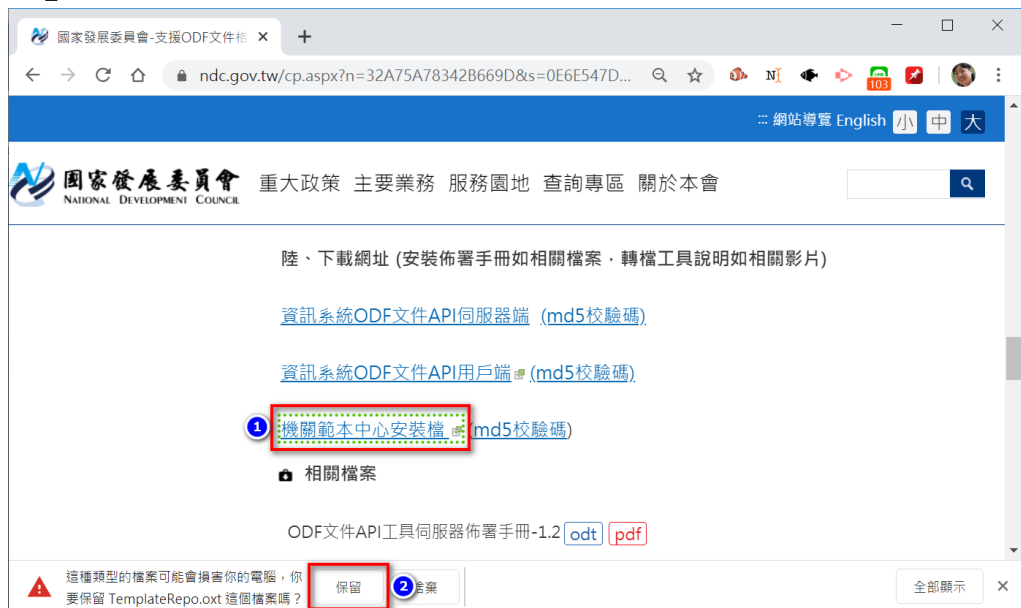 國家發展委員會-支援ODF文件格
ndc.gov.tw/cp.aspx?n=32A75A78342B669D&s=0E6E547D...
103
::: 網站導覽 English 小 中 大
國家發展委員會
NATIONAL DEVELOPMENT COUNCIL
重大政策 主要業務 服務園地 查詢專區 關於本會
陸、下載網址 (安裝佈署手冊如相關檔案，轉檔工具說明如相關影片)
資訊系統ODF文件API伺服器端 (md5校驗碼)
資訊系統ODF文件API用戶端 (md5校驗碼)
1 機關範本中心安裝檔 (md5校驗碼)
相關檔案
ODF文件API工具伺服器佈署手冊-1.2 odt pdf
這種類型的檔案可能會損害你的電腦，你
要保留 TemplateRepo.oxt 這個檔案嗎？
保留 2 捨棄
全部顯示